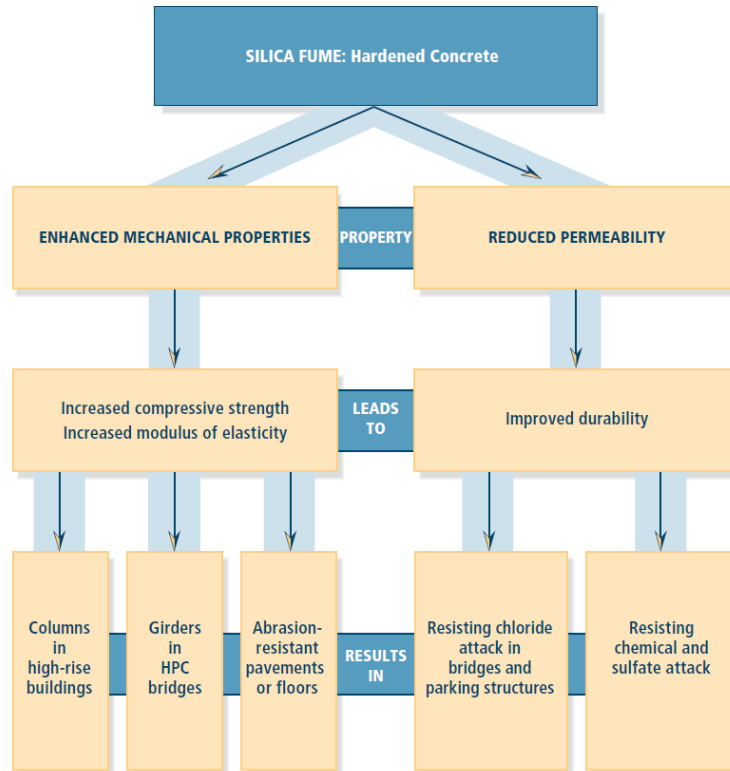 SILICA FUME: Hardened Concrete
ENHANCED MECHANICAL PROPERTIES
PROPERTY
REDUCED PERMEABILITY
Increased compressive strength
Increased modulus of elasticity
LEADS
TO
Improved durability
Columns
in
high-rise
buildings
Girders
in
HPC
bridges
Abrasion-
resistant
pavements
or floors
RESULTS
IN
Resisting chloride
attack in
bridges and
parking structures
Resisting
chemical and
sulfate attack